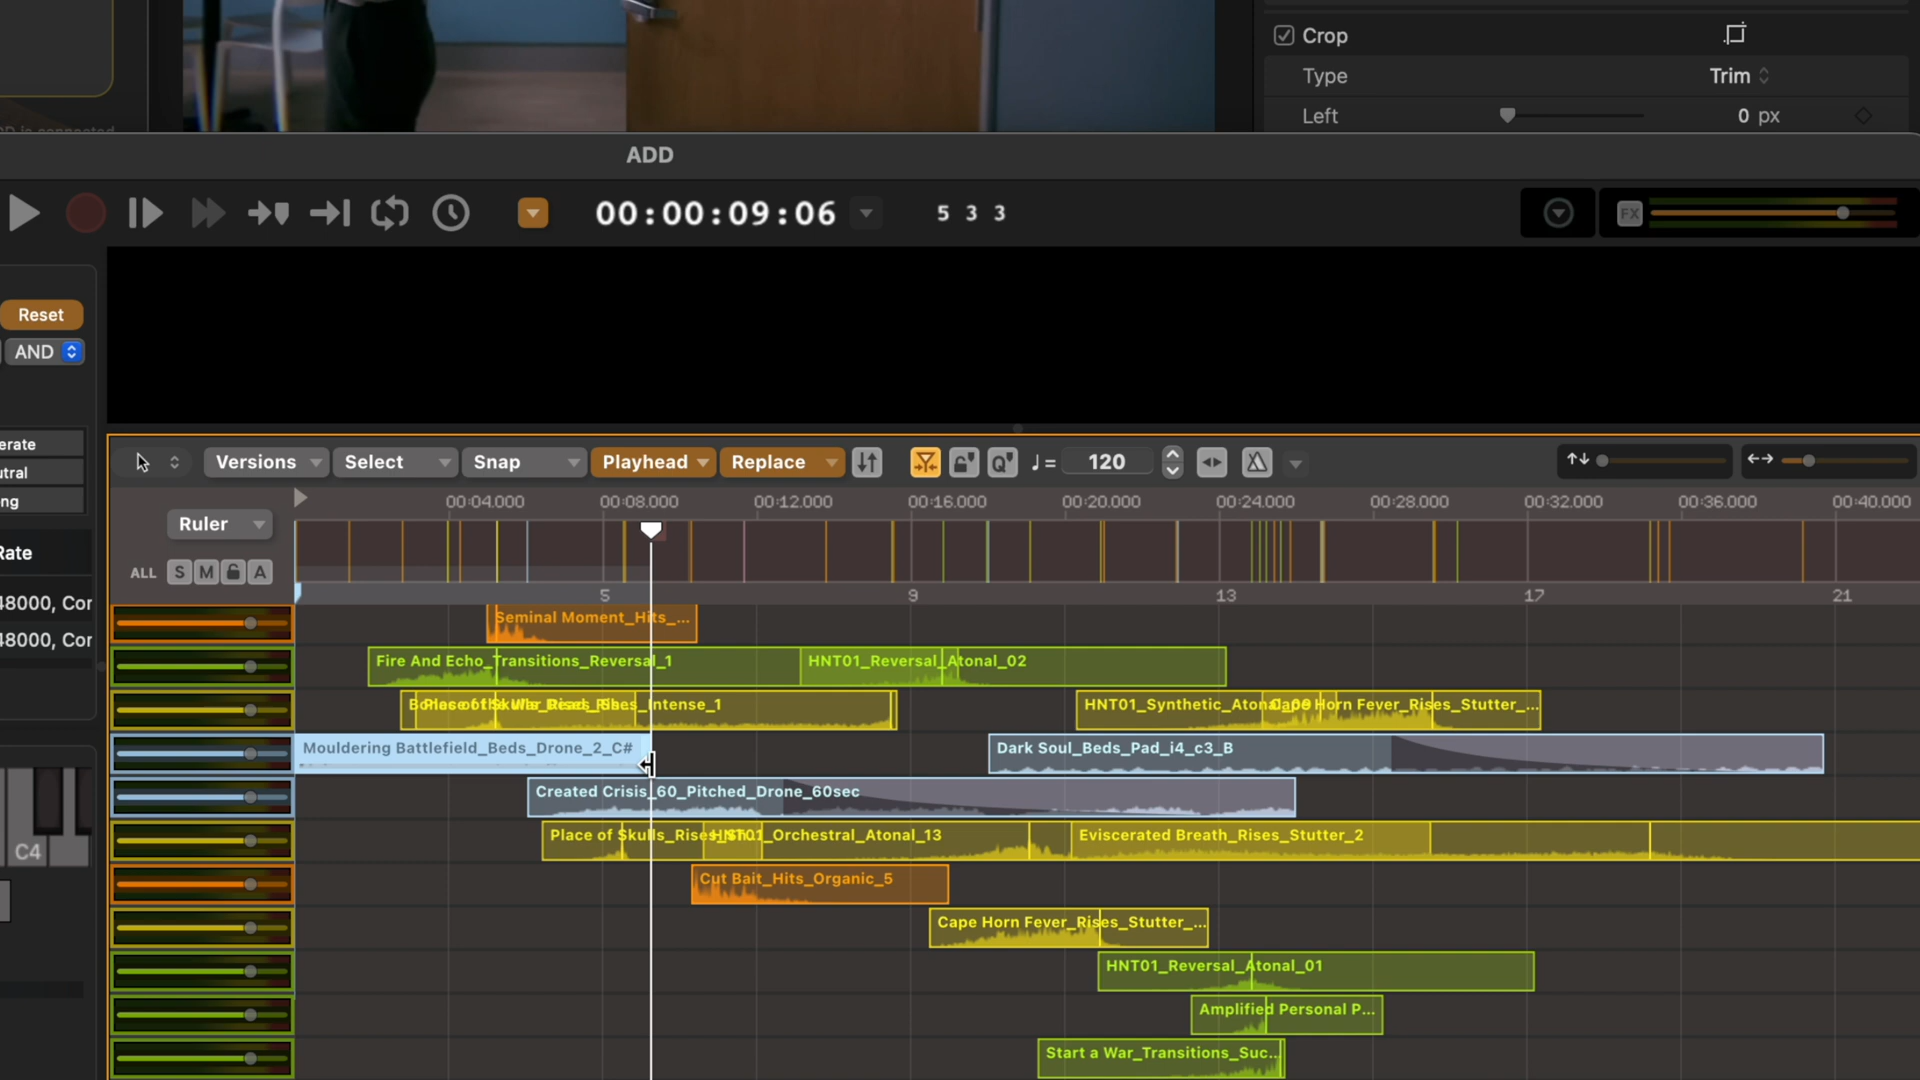 Crop
Type
Trim
Left
0 px
ADD
00:00:09:06
5 3 3
FX
Reset
AND
erate
utral
ng
Rate
48000, Cor
48000, Cor
C4
Versions
Select
Snap
Playhead
Replace
Q
=
120
00:04.000
00:08.000
00:12.000
00:16.000
00:20.000
00:24.000
00:28.000
00:32.000
00:36.000
00:40.000
Ruler
ALL
S
M
A
5
9
13
17
21
Seminal Moment_Hits_...
Fire And Echo_Transitions_Reversal_1
HNT01_Reversal_Atonal_02
s_Intense_1
HNT01_Synthetic_Atona
Horn Fever_Rises_Stutter_...
Mouldering Battlefield_Beds_Drone_2_C#
Dark Soul_Beds_Pad_i4_c3_B
Created Crisis_60_Pitched_Drone_60sec
Place of Skulls_Rises
HNT01_Orchestral_Atonal_13
Eviscerated Breath_Rises_Stutter_2
Cut Bait_Hits_Organic_5
Cape Horn Fever_Rises_Stutter_...
HNT01_Reversal_Atonal_01
Amplified Personal P...
Start a War_Transitions_Suc...